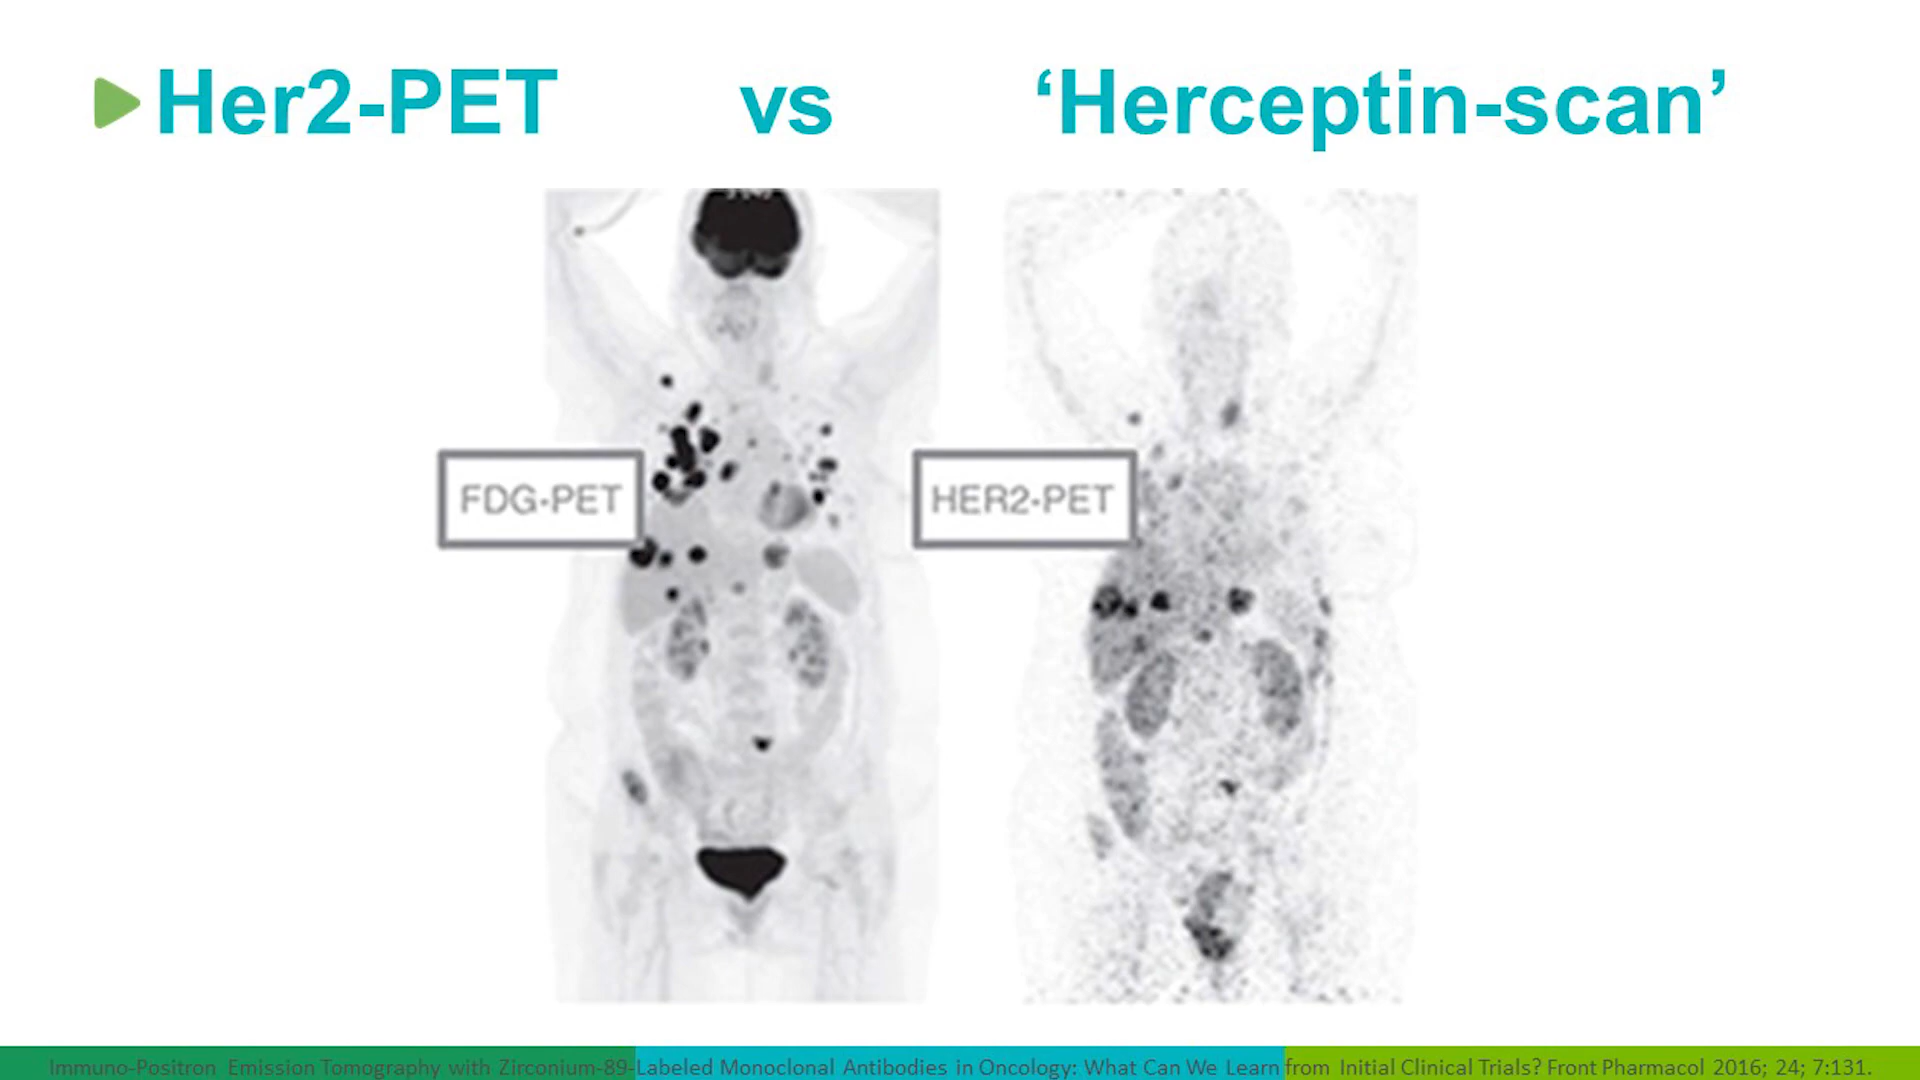 Her2-PET vs ‘Herceptin-scan’
FDG-PET
HER2-PET
Immuno-Positron Emission Tomography with Zirconium-89-Labeled Monoclonal Antibodies in Oncology: What Can We Learn from Initial Clinical Trials? Front Pharmacol 2016; 24; 7:131.